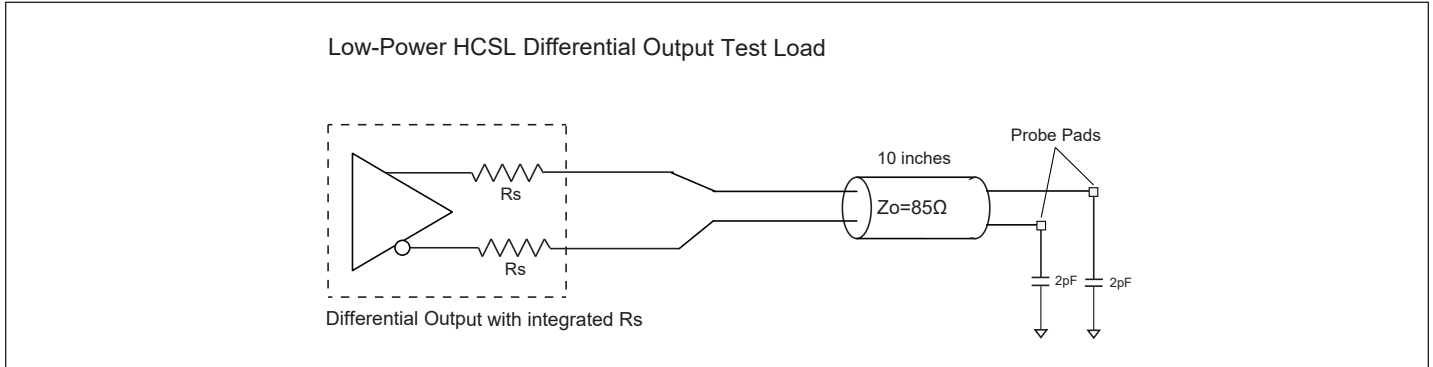 Low-Power HCSL Differential Output Test Load
Probe Pads
10 inches
Rs
Zo=85Ω
Rs
2pF
2pF
Differential Output with integrated Rs